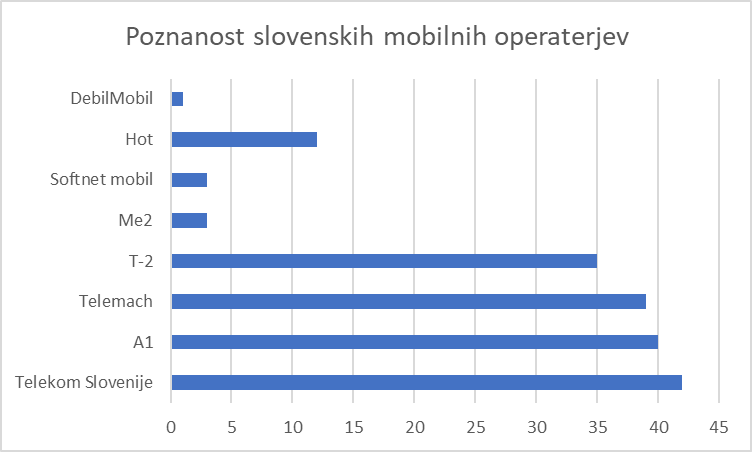 Poznanost slovenskih mobilnih operaterjev
DebilMobil
Hot
Softnet mobil
Me2
T-2
Telemach
A1
Telekom Slovenije
0 5 10 15 20 25 30 35 40 45